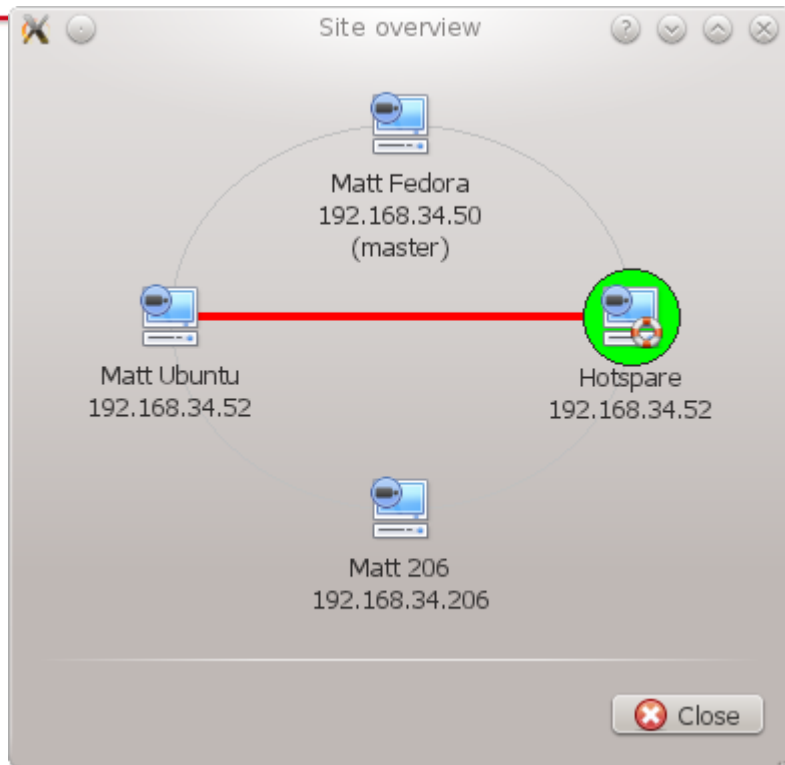 Site overview
Matt Fedora
192.168.34.50
(master)
Matt Ubuntu
192.168.34.52
Hotspare
192.168.34.52
Matt 206
192.168.34.206
Close